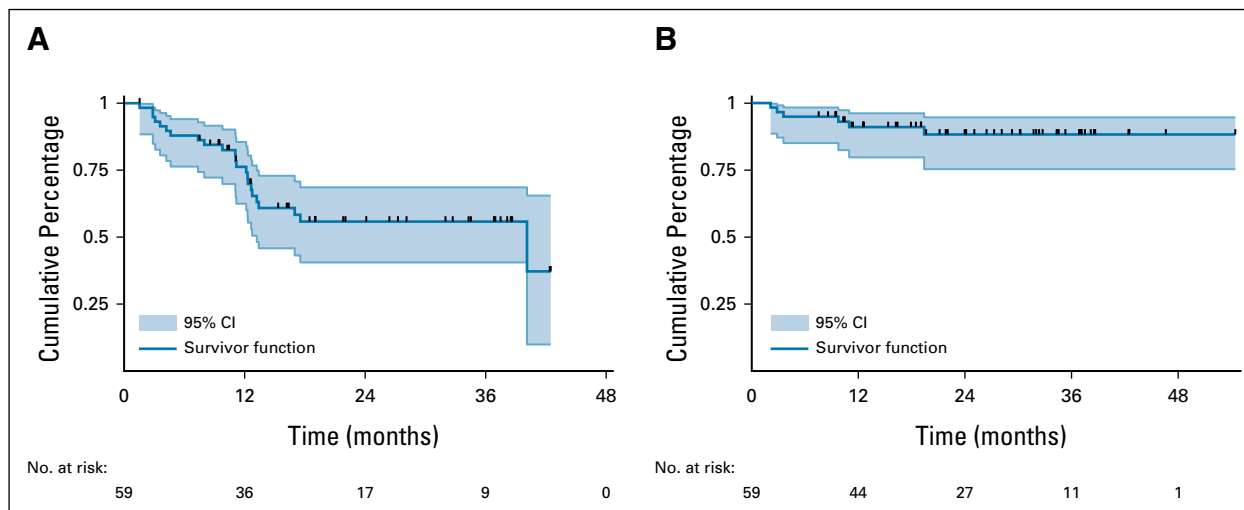 A
Cumulative Percentage
1
0.75
0.5
0.25
95% CI
Survivor function
0 12 24 36 48
Time (months)
No. at risk:
59 36 17 9 0
B
Cumulative Percentage
1
0.75
0.5
0.25
95% CI
Survivor function
0 12 24 36 48
Time (months)
No. at risk:
59 44 27 11 1